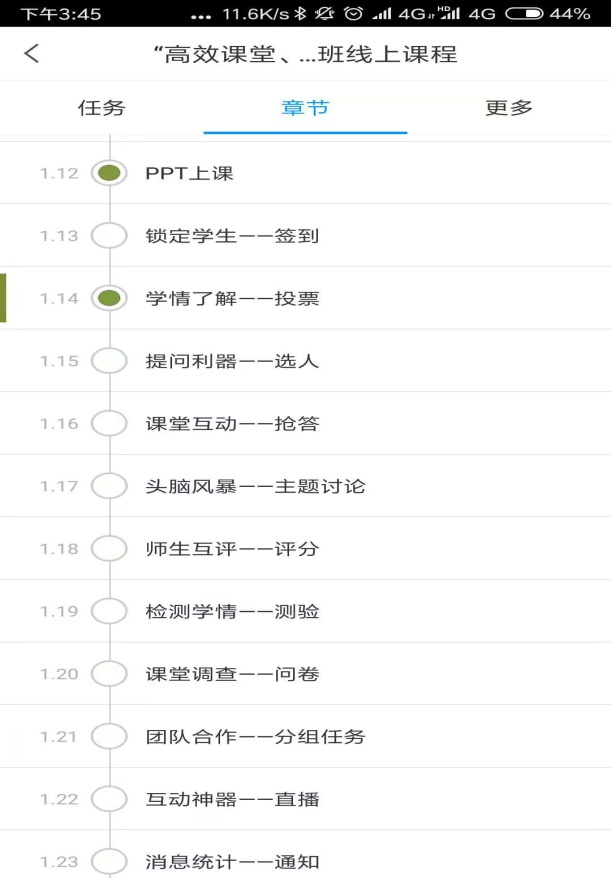 下午3:45 ... 11.6K/s 4G HD 4G 44%
“高效课堂、...班线上课程
任务 章节 更多
1.12 PPT上课
1.13 锁定学生——签到
1.14 学情了解——投票
1.15 提问利器——选人
1.16 课堂互动——抢答
1.17 头脑风暴——主题讨论
1.18 师生互评——评分
1.19 检测学情——测验
1.20 课堂调查——问卷
1.21 团队合作——分组任务
1.22 互动神器——直播
1.23 消息统计——通知